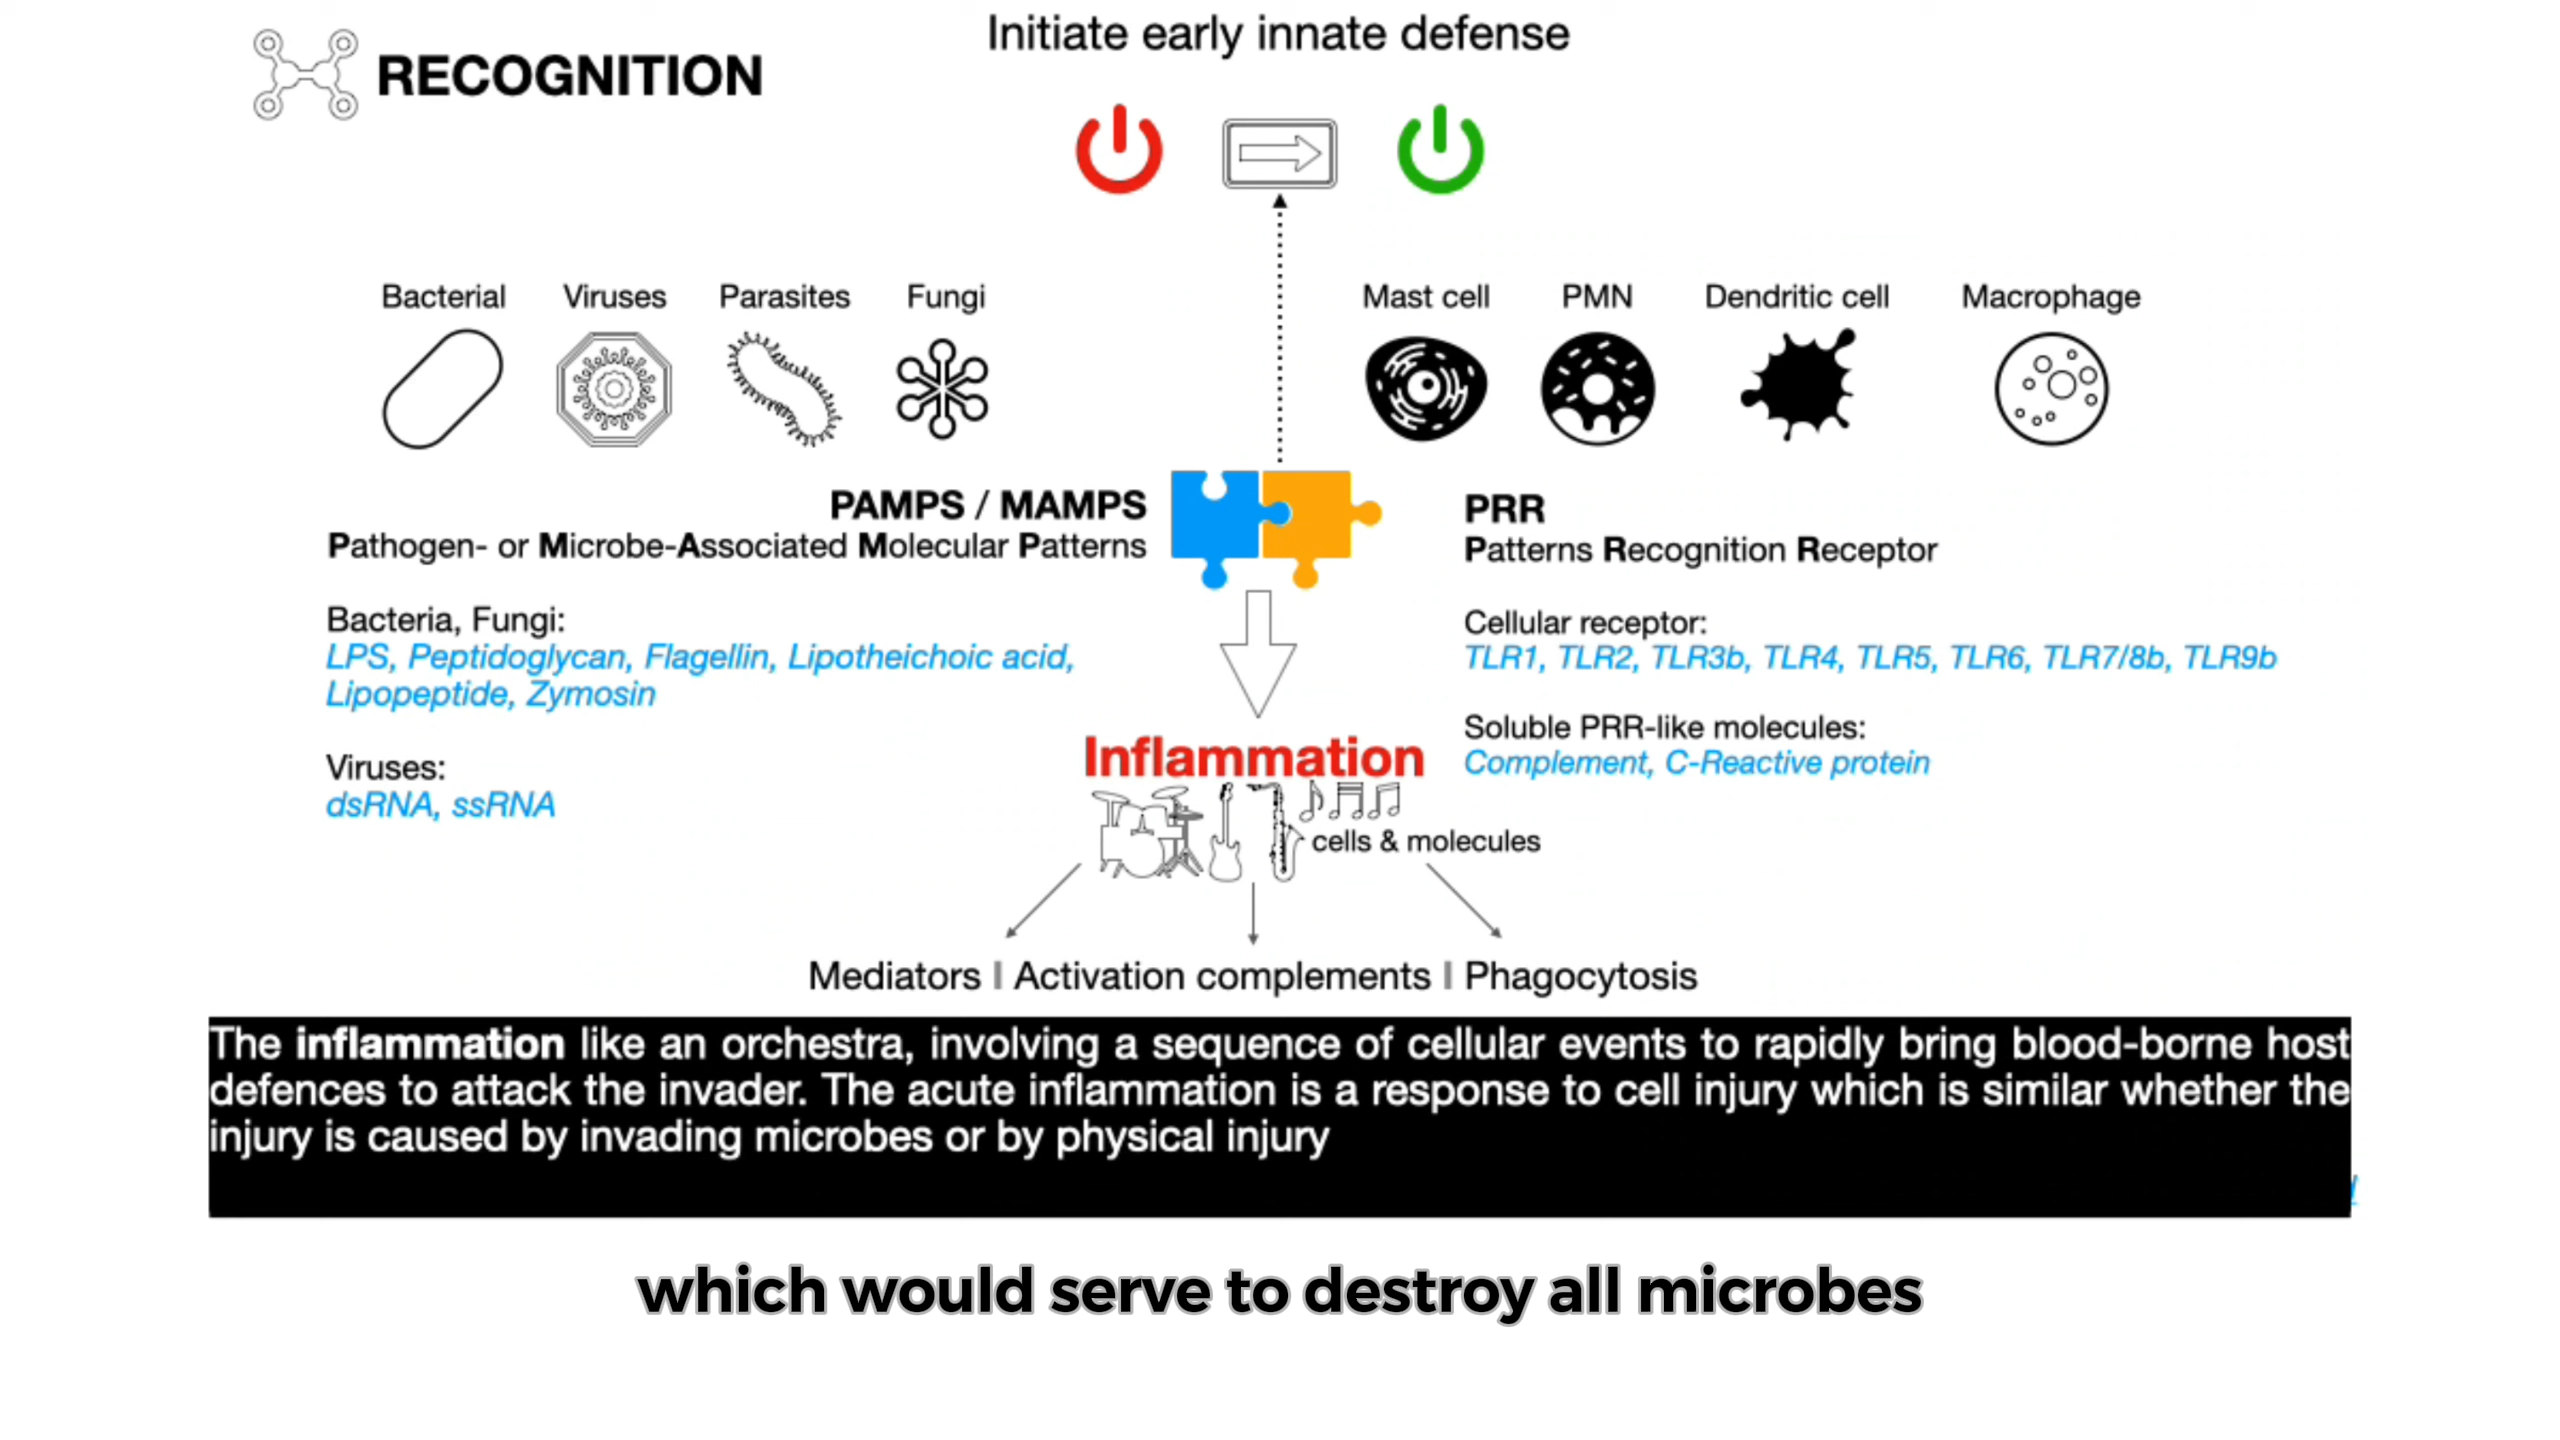 Initiate early innate defense
RECOGNITION
Bacterial Viruses Parasites Fungi
Mast cell PMN Dendritic cell Macrophage
PAMPS / MAMPS
Pathogen- or Microbe-Associated Molecular Patterns
Bacteria, Fungi:
LPS, Peptidoglycan, Flagellin, Lipotheichoic acid,
Lipopeptide, Zymosin
Viruses:
dsRNA, ssRNA
PRR
Patterns Recognition Receptor
Cellular receptor:
TLR1, TLR2, TLR3b, TLR4, TLR5, TLR6, TLR7/8b, TLR9b
Soluble PRR-like molecules:
Complement, C-Reactive protein
Inflammation
cells & molecules
Mediators | Activation complements | Phagocytosis
The inflammation like an orchestra, involving a sequence of cellular events to rapidly bring blood-borne host
defences to attack the invader. The acute inflammation is a response to cell injury which is similar whether the
injury is caused by invading microbes or by physical injury
which would serve to destroy all microbes